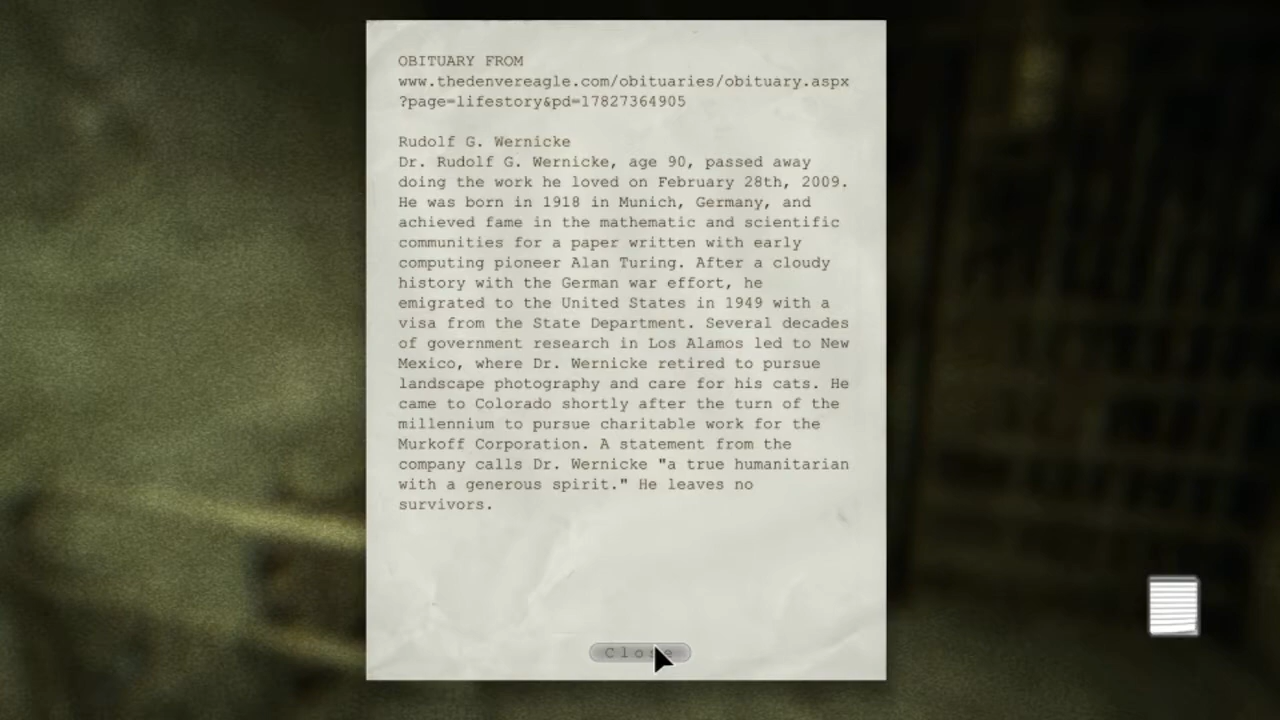 OBITUARY FROM
www.thedenvereagle.com/obituaries/obituary.aspx
?page=lifestory&pd=17827364905
Rudolf G. Wernicke
Dr. Rudolf G. Wernicke, age 90, passed away
doing the work he loved on February 28th, 2009.
He was born in 1918 in Munich, Germany, and
achieved fame in the mathematic and scientific
communities for a paper written with early
computing pioneer Alan Turing. After a cloudy
history with the German war effort, he
emigrated to the United States in 1949 with a
visa from the State Department. Several decades
of government research in Los Alamos led to New
Mexico, where Dr. Wernicke retired to pursue
landscape photography and care for his cats. He
came to Colorado shortly after the turn of the
millennium to pursue charitable work for the
Murkoff Corporation. A statement from the
company calls Dr. Wernicke "a true humanitarian
with a generous spirit." He leaves no
survivors.
Close